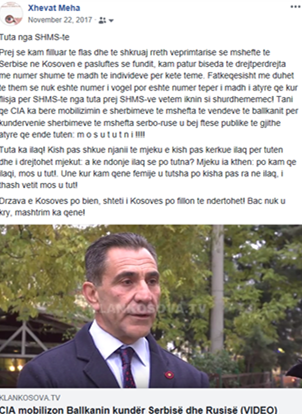 Xhevat Meha
November 22, 2017 ·
Tuta nga SHMS-te
Prej se kam filluar te flas dhe te shkruaj rreth veprimtarise se mshefte te
Serbise ne Kosoven e pasluftes se fundit, kam patur biseda te drejtperdrejta
me numer shume te madh te individeve per kete teme. Fatkeqesisht me duhet
te them se nuk eshte numer i vogel por eshte numer teper i madh i atyre qe kur
flisja per SHMS-te nga tuta prej SHMS-ve vetem iknin si shurdhememec! Tani
qe CIA ka bere mobilizimin e sherbimeve te vendeve te ballkanit per
kundervenie sherbimeve te mshefta serbo-ruse u bej ftese publike te gjithe
atyre qe ende tuten: m o s u t u t n i !!!!!
Tuta ka ilaq! Kish pas shkue njani te mjeku e kish pas kerkue ilaq per tuten
dhe i drejtohet mjekut: a ke ndonje ilaq se po tutna? Mjeku ia kthen: po kam qe
ilaqi, mos u tut!. Une kur kam qene femije u tutsha po kisha pas ra ne ilaq, i
thash vetit mos u tut!
Drzava e Kosoves po bien, shteti i Kosoves po fillon te ndertohet! Bac nuk u
kry, mashtrim ka qene!
KLANKOSOVA.TV
KLANKOSOVA.TV
CIA mobilizon Ballkanin kundër Serbisë dhe Rusisë (VIDEO)